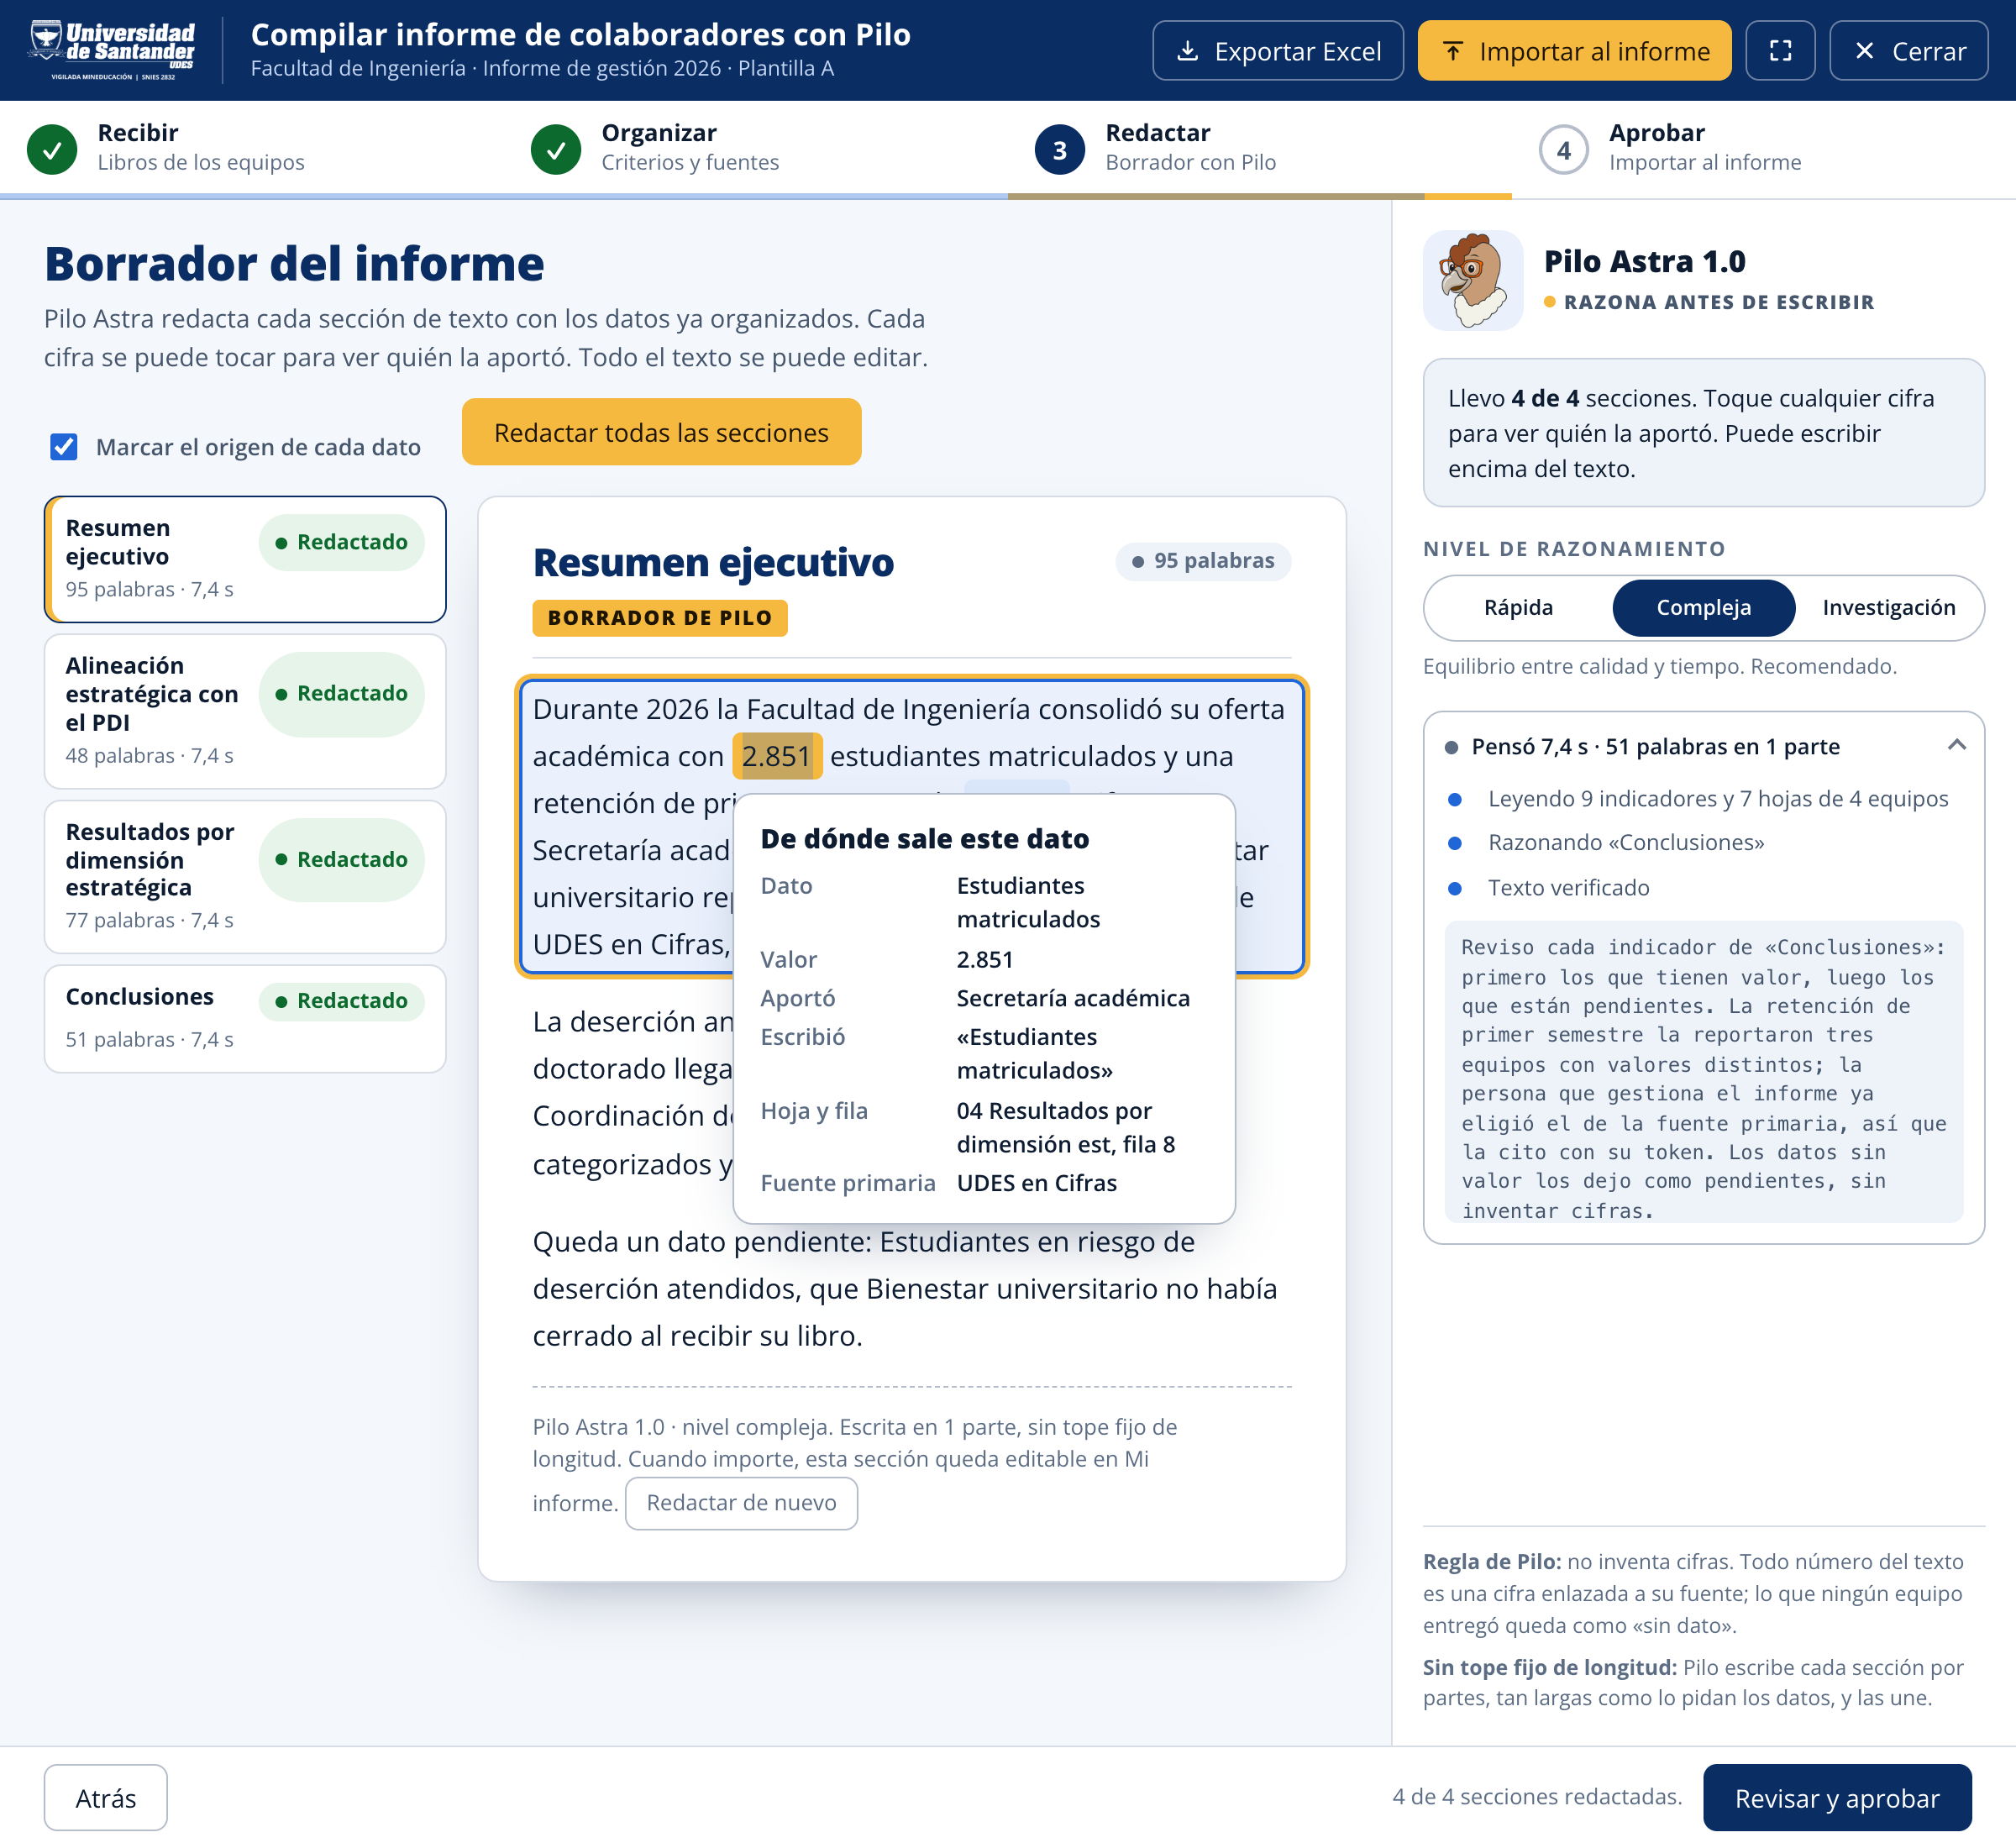 Universidad
de Santander
UDES
VIGILADA MINEDUCACIÓN | SNIES 2832
Compilar informe de colaboradores con Pilo
Facultad de Ingeniería · Informe de gestión 2026 · Plantilla A
Exportar Excel
Importar al informe
Cerrar
Recibir
Libros de los equipos
Organizar
Criterios y fuentes
3
Redactar
Borrador con Pilo
4
Aprobar
Importar al informe
Borrador del informe
Pilo Astra redacta cada sección de texto con los datos ya organizados. Cada
cifra se puede tocar para ver quién la aportó. Todo el texto se puede editar.
Marcar el origen de cada dato
Redactar todas las secciones
Resumen
ejecutivo
Redactado
95 palabras · 7,4 s
Alineación
estratégica con
el PDI
Redactado
48 palabras · 7,4 s
Resultados por
dimensión
estratégica
Redactado
77 palabras · 7,4 s
Conclusiones
Redactado
51 palabras · 7,4 s
Resumen ejecutivo
95 palabras
BORRADOR DE PILO
Durante 2026 la Facultad de Ingeniería consolidó su oferta
académica con 2.851 estudiantes matriculados y una
retención de
Secretaría
universitario
UDES en Cifras,
La deserción
doctorado
Coordinación
categorizados y
De dónde sale este dato
Dato
Estudiantes
matriculados
Valor
2.851
Aportó
Secretaría académica
Escribió
«Estudiantes
matriculados»
Hoja y fila
04 Resultados por
dimensión est, fila 8
Fuente primaria
UDES en Cifras
Queda un dato pendiente: Estudiantes en riesgo de
deserción atendidos, que Bienestar universitario no había
cerrado al recibir su libro.
Pilo Astra 1.0 · nivel compleja. Escrita en 1 parte, sin tope fijo de
longitud. Cuando importe, esta sección queda editable en Mi
informe. Redactar de nuevo
Pilo Astra 1.0
RAZONA ANTES DE ESCRIBIR
Llevo 4 de 4 secciones. Toque cualquier cifra
para ver quién la aportó. Puede escribir
encima del texto.
NIVEL DE RAZONAMIENTO
Rápida
Compleja
Investigación
Equilibrio entre calidad y tiempo. Recomendado.
Pensó 7,4 s · 51 palabras en 1 parte
Leyendo 9 indicadores y 7 hojas de 4 equipos
Razonando «Conclusiones»
Texto verificado
Reviso cada indicador de «Conclusiones»:
primero los que tienen valor, luego los
que están pendientes. La retención de
primer semestre la reportaron tres
equipos con valores distintos; la
persona que gestiona el informe ya
eligió el de la fuente primaria, así que
la cito con su token. Los datos sin
valor los dejo como pendientes, sin
inventar cifras.
Regla de Pilo: no inventa cifras. Todo número del texto
es una cifra enlazada a su fuente; lo que ningún equipo
entregó queda como «sin dato».
Sin tope fijo de longitud: Pilo escribe cada sección por
partes, tan largas como lo pidan los datos, y las une.
Atrás
4 de 4 secciones redactadas.
Revisar y aprobar